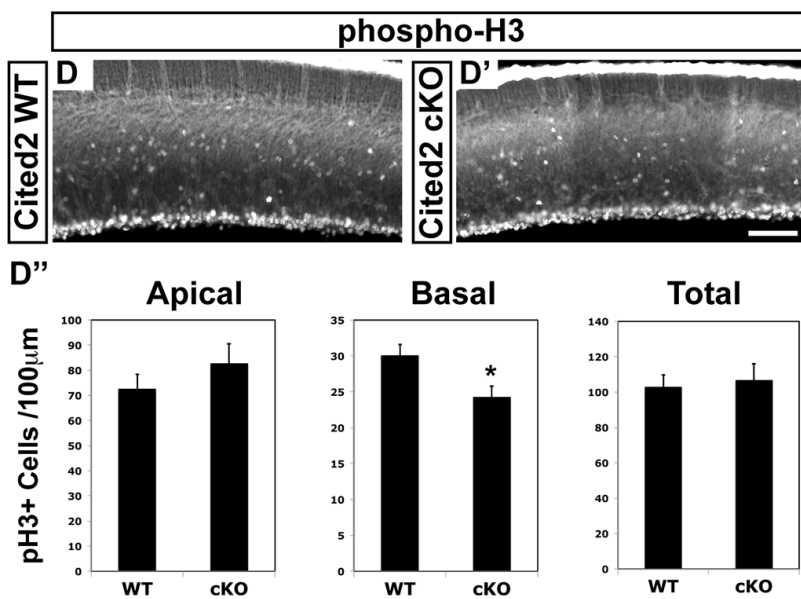 phospho-H3
Cited2 WT
D
Cited2 cKO
D'
D''
Apical
Basal
Total
pH3+ Cells /100µm
100
90
80
70
60
50
40
30
20
10
0
WT
cKO
35
30
25
20
15
10
5
0
*
WT
cKO
140
120
100
80
60
40
20
0
WT
cKO